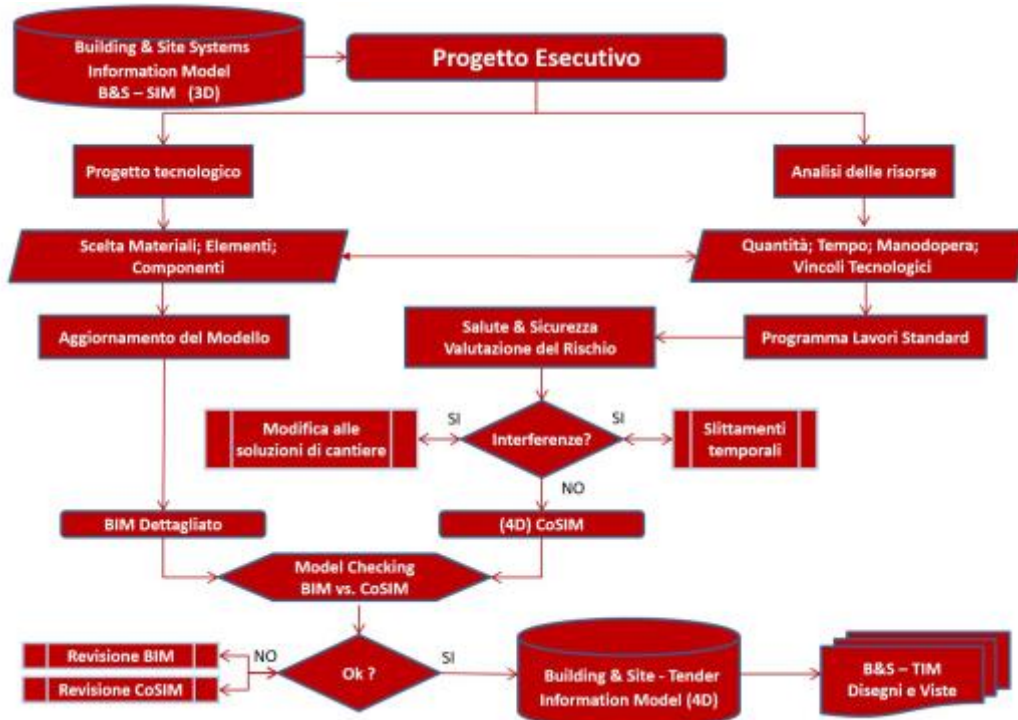 Building & Site Systems
Information Model
B&S – SIM (3D)
Progetto Esecutivo
Progetto tecnologico
Analisi delle risorse
Scelta Materiali; Elementi;
Componenti
Quantità; Tempo; Manodopera;
Vincoli Tecnologici
Aggiornamento del Modello
Salute & Sicurezza
Valutazione del Rischio
Programma Lavori Standard
Modifica alle
soluzioni di cantiere
SI
Interferenze?
SI
Slittamenti
temporali
NO
BIM Dettagliato
(4D) CoSIM
Model Checking
BIM vs. CoSIM
Revisione BIM
Revisione CoSIM
NO
Ok ?
SI
Building & Site - Tender
Information Model (4D)
B&S – TIM
Disegni e Viste